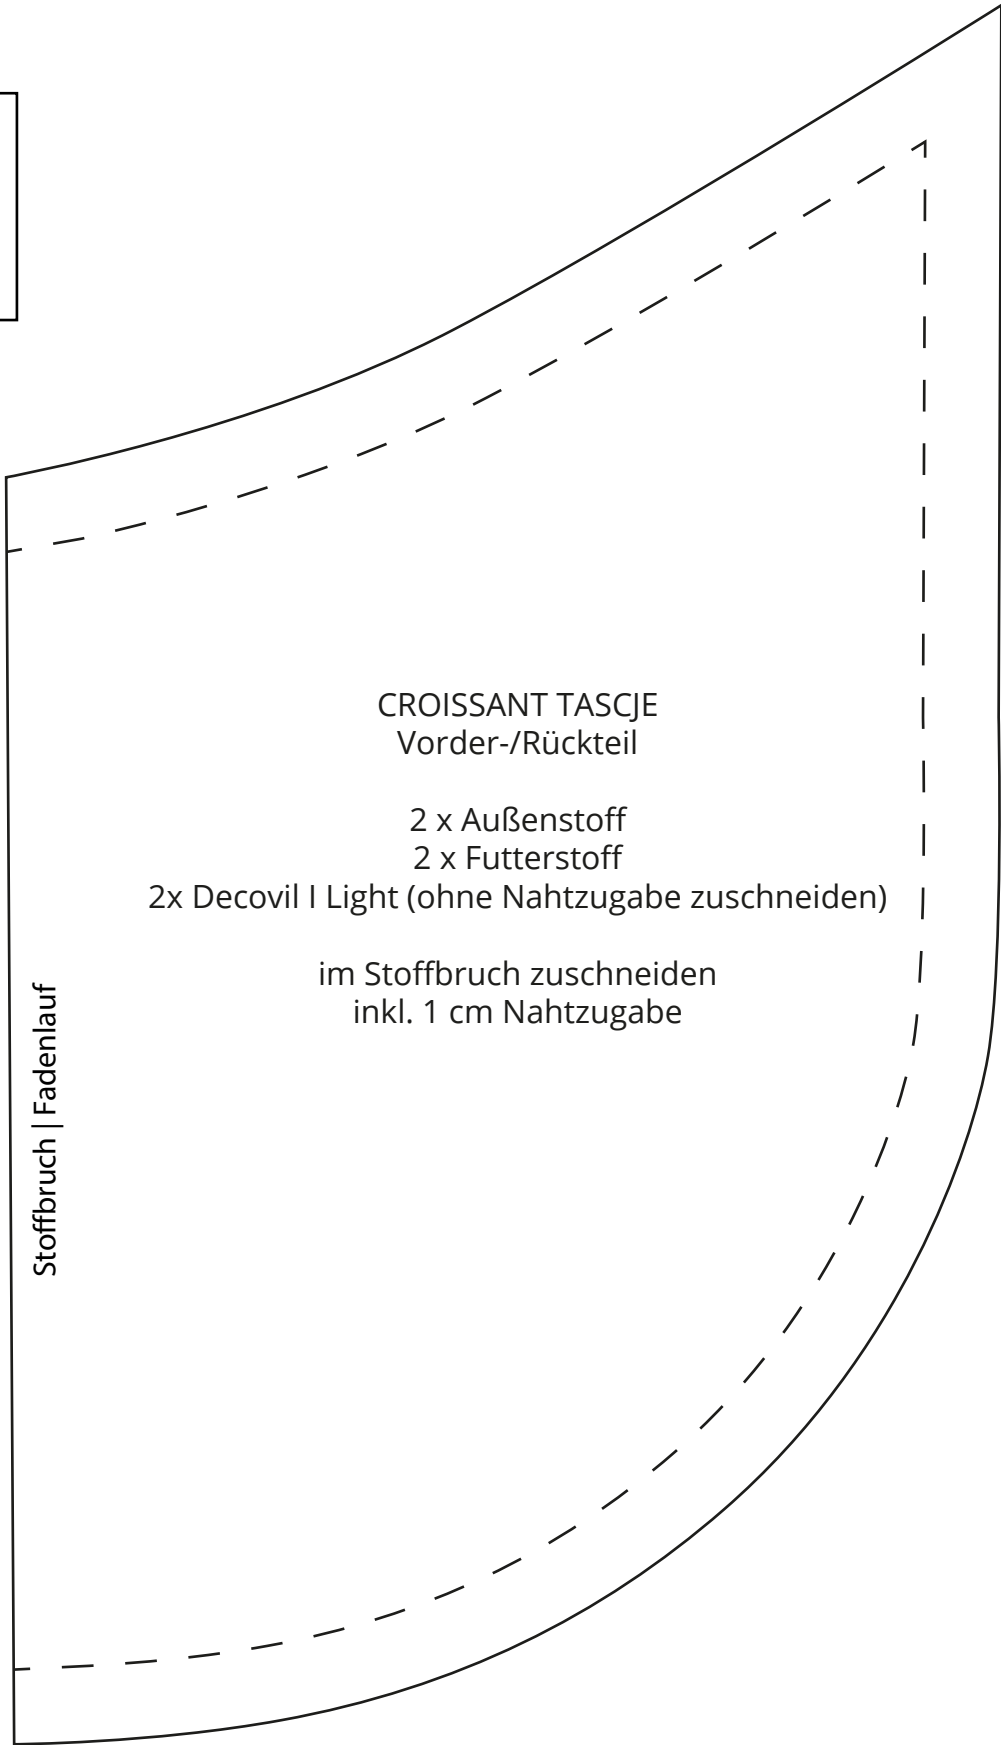 CROISSANT TASCJE
Vorder-/Rückteil
2 x Außenstoff
2 x Futterstoff
2x Decovil I Light (ohne Nahtzugabe zuschneiden)
im Stoffbruch zuschneiden
inkl. 1 cm Nahtzugabe
Stoffbruch | Fadenlauf